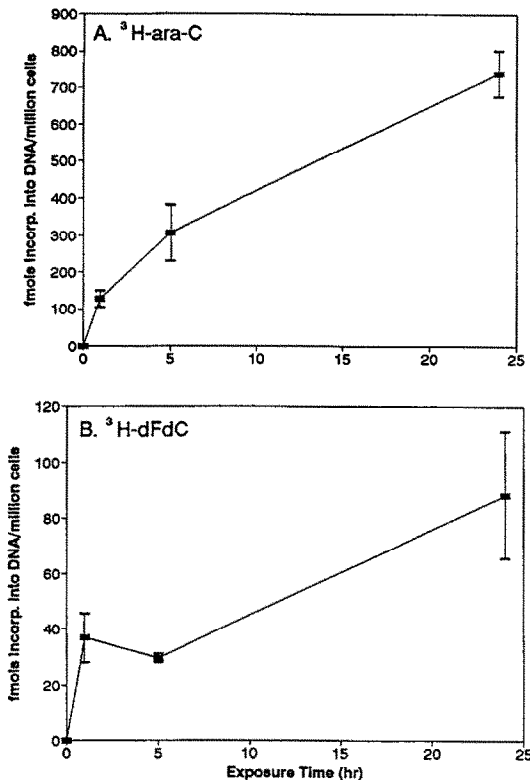 A. ³H-ara-C
fmols incorp. into DNA/million cells
900
800
700
600
500
400
300
200
100
0
0 5 10 15 20 25
B. ³H-dFdC
fmols incorp. into DNA/million cells
120
100
80
60
40
20
0
0 5 10 15 20 25
Exposure Time (hr)